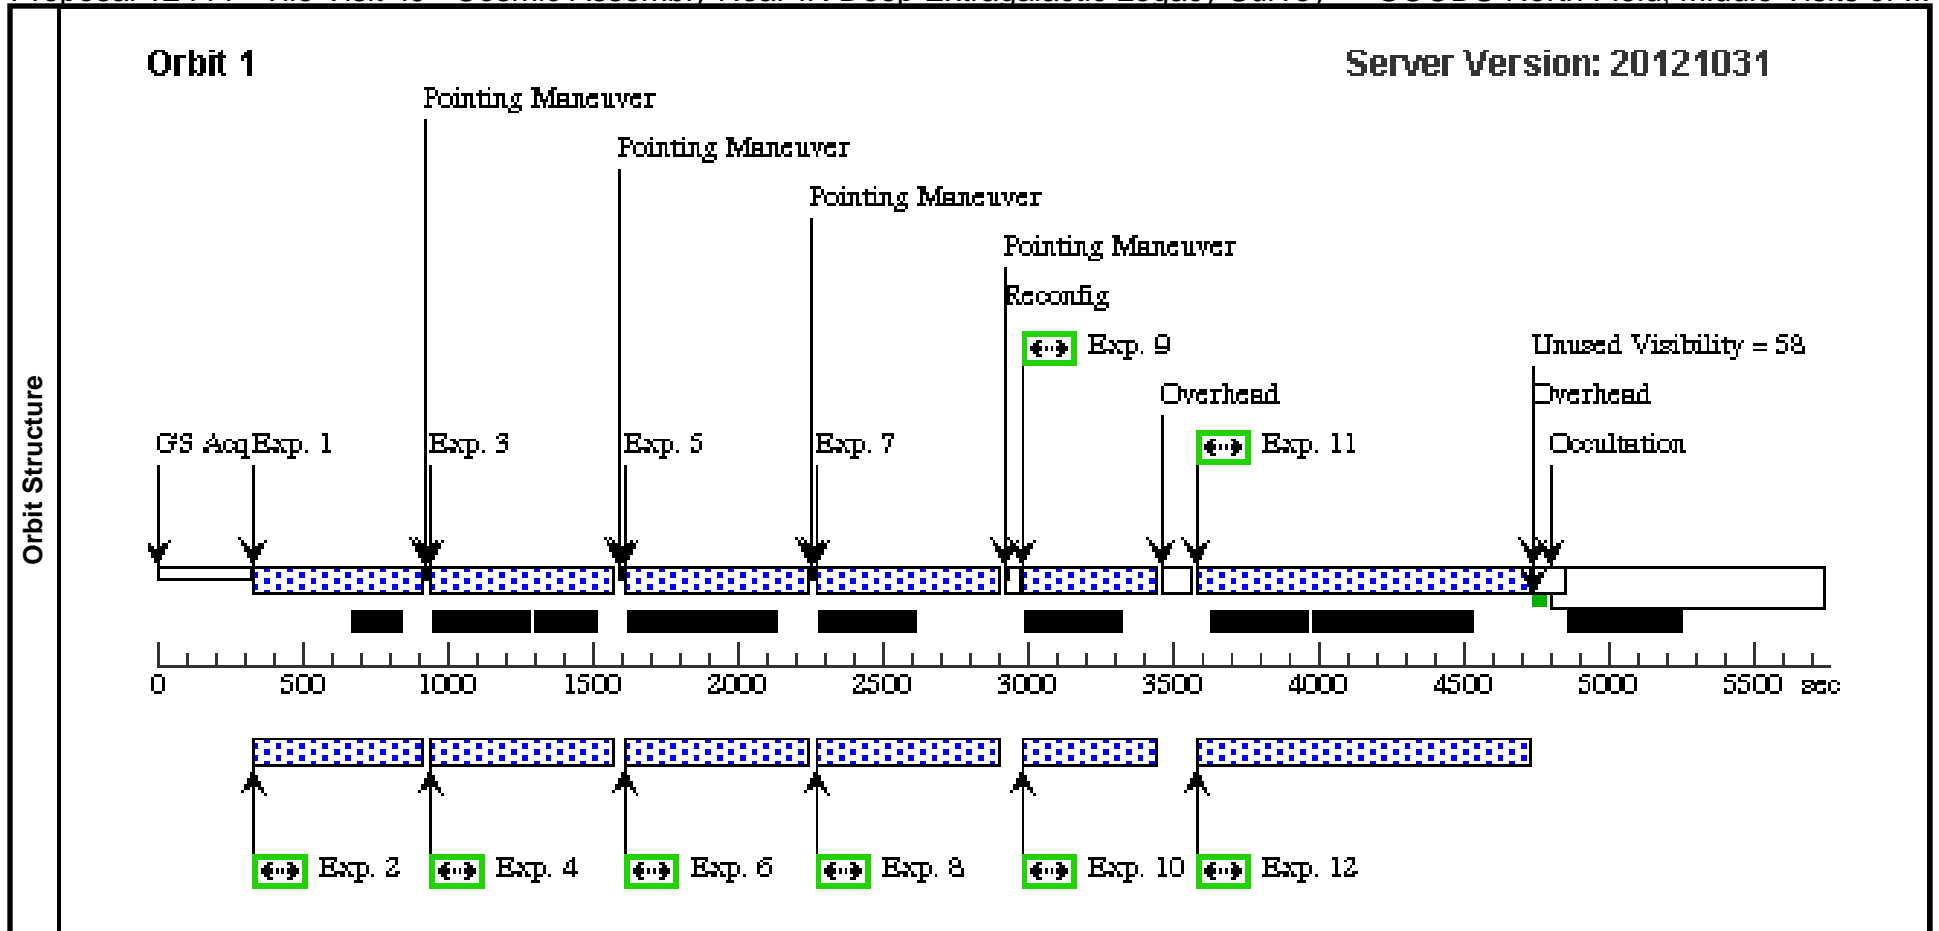 Orbit 1
Server Version: 20121031
Pointing Maneuver
Pointing Maneuver
Pointing Maneuver
Pointing Maneuver
Reconfig
Exp. 9
Unused Visibility = 58
Overhead
Overhead
GS Acq
Exp. 1
Exp. 3
Exp. 5
Exp. 7
Exp. 11
Occultation
Orbit Structure
0 500 1000 1500 2000 2500 3000 3500 4000 4500 5000 5500 sec
Exp. 2
Exp. 4
Exp. 6
Exp. 8
Exp. 10
Exp. 12